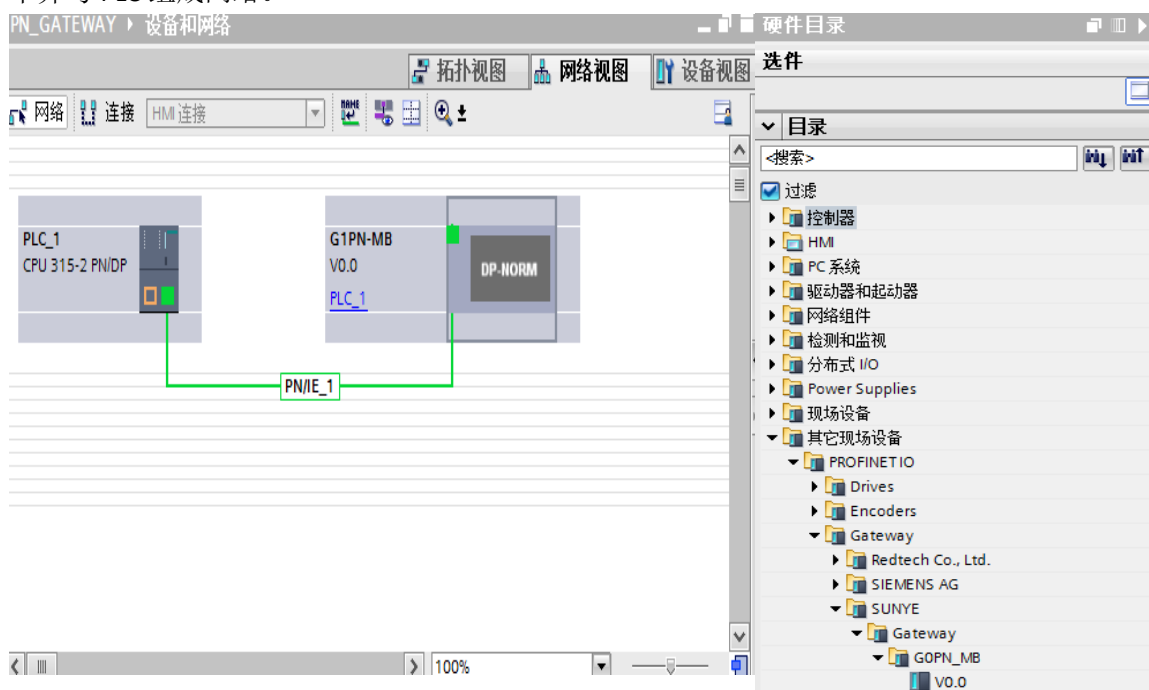 PN_GATEWAY ▸ 设备和网络
拓扑视图
网络视图
设备视图
网络
连接
HMI 连接
PLC_1
CPU 315-2 PN/DP
G1PN-MB
V0.0
PLC_1
DP-NORM
PN/IE_1
100%
硬件目录
选件
目录
<搜索>
过滤
控制器
HMI
PC 系统
驱动器和起动器
网络组件
检测和监视
分布式 I/O
Power Supplies
现场设备
其它现场设备
PROFINET IO
Drives
Encoders
Gateway
Redtech Co., Ltd.
SIEMENS AG
SUNYE
Gateway
G0PN_MB
V0.0